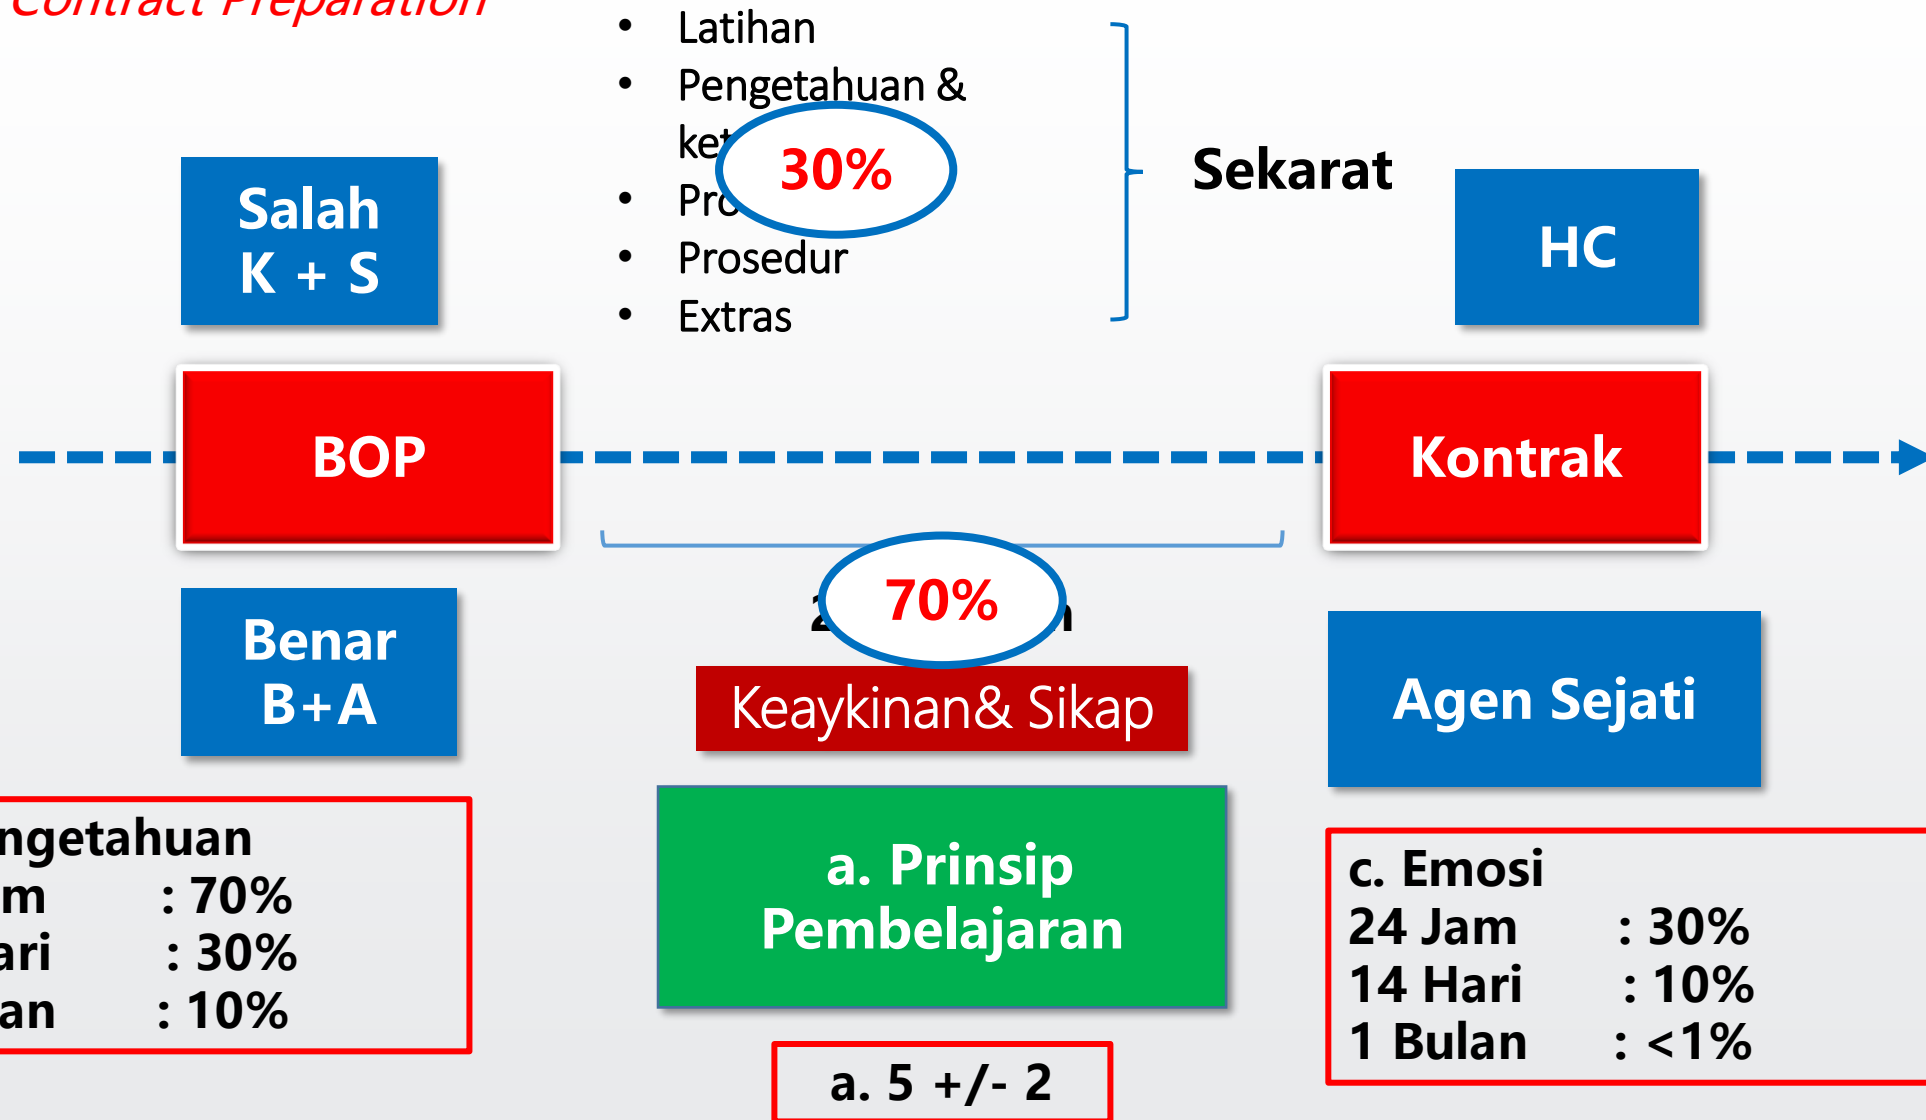 Contract Preparation
• Latihan
• Pengetahuan &
30%
• Prosedur
• Extras
Sekarat
Salah
K + S
HC
BOP
Kontrak
70%
Benar
B+A
Keaykinan& Sikap
Agen Sejati
a. Prinsip
Pembelajaran
: 70%
: 30%
: 10%
c. Emosi
24 Jam : 30%
14 Hari : 10%
1 Bulan : <1%
a. 5 +/- 2